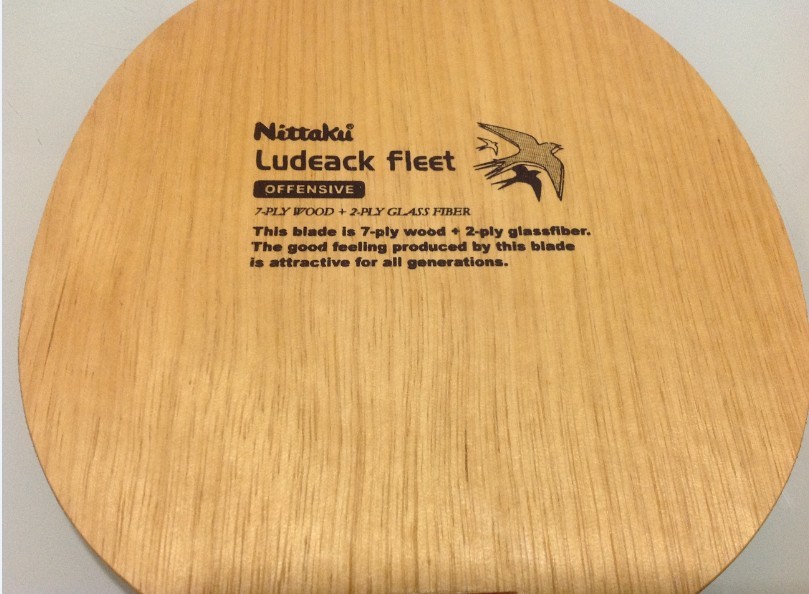 Nittaku
Ludeack fleet
OFFENSIVE
7-PLY WOOD + 2-PLY GLASS FIBER
This blade is 7-ply wood + 2-ply glassfiber.
The good feeling produced by this blade
is attractive for all generations.